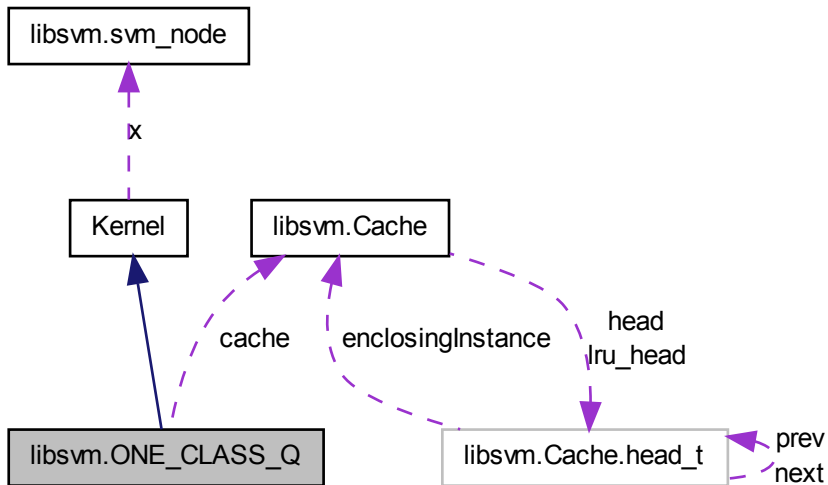 libsvm.svm_node
x
Kernel
libsvm.Cache
cache
enclosingInstance
head
lru_head
libsvm.ONE_CLASS_Q
libsvm.Cache.head_t
prev
next